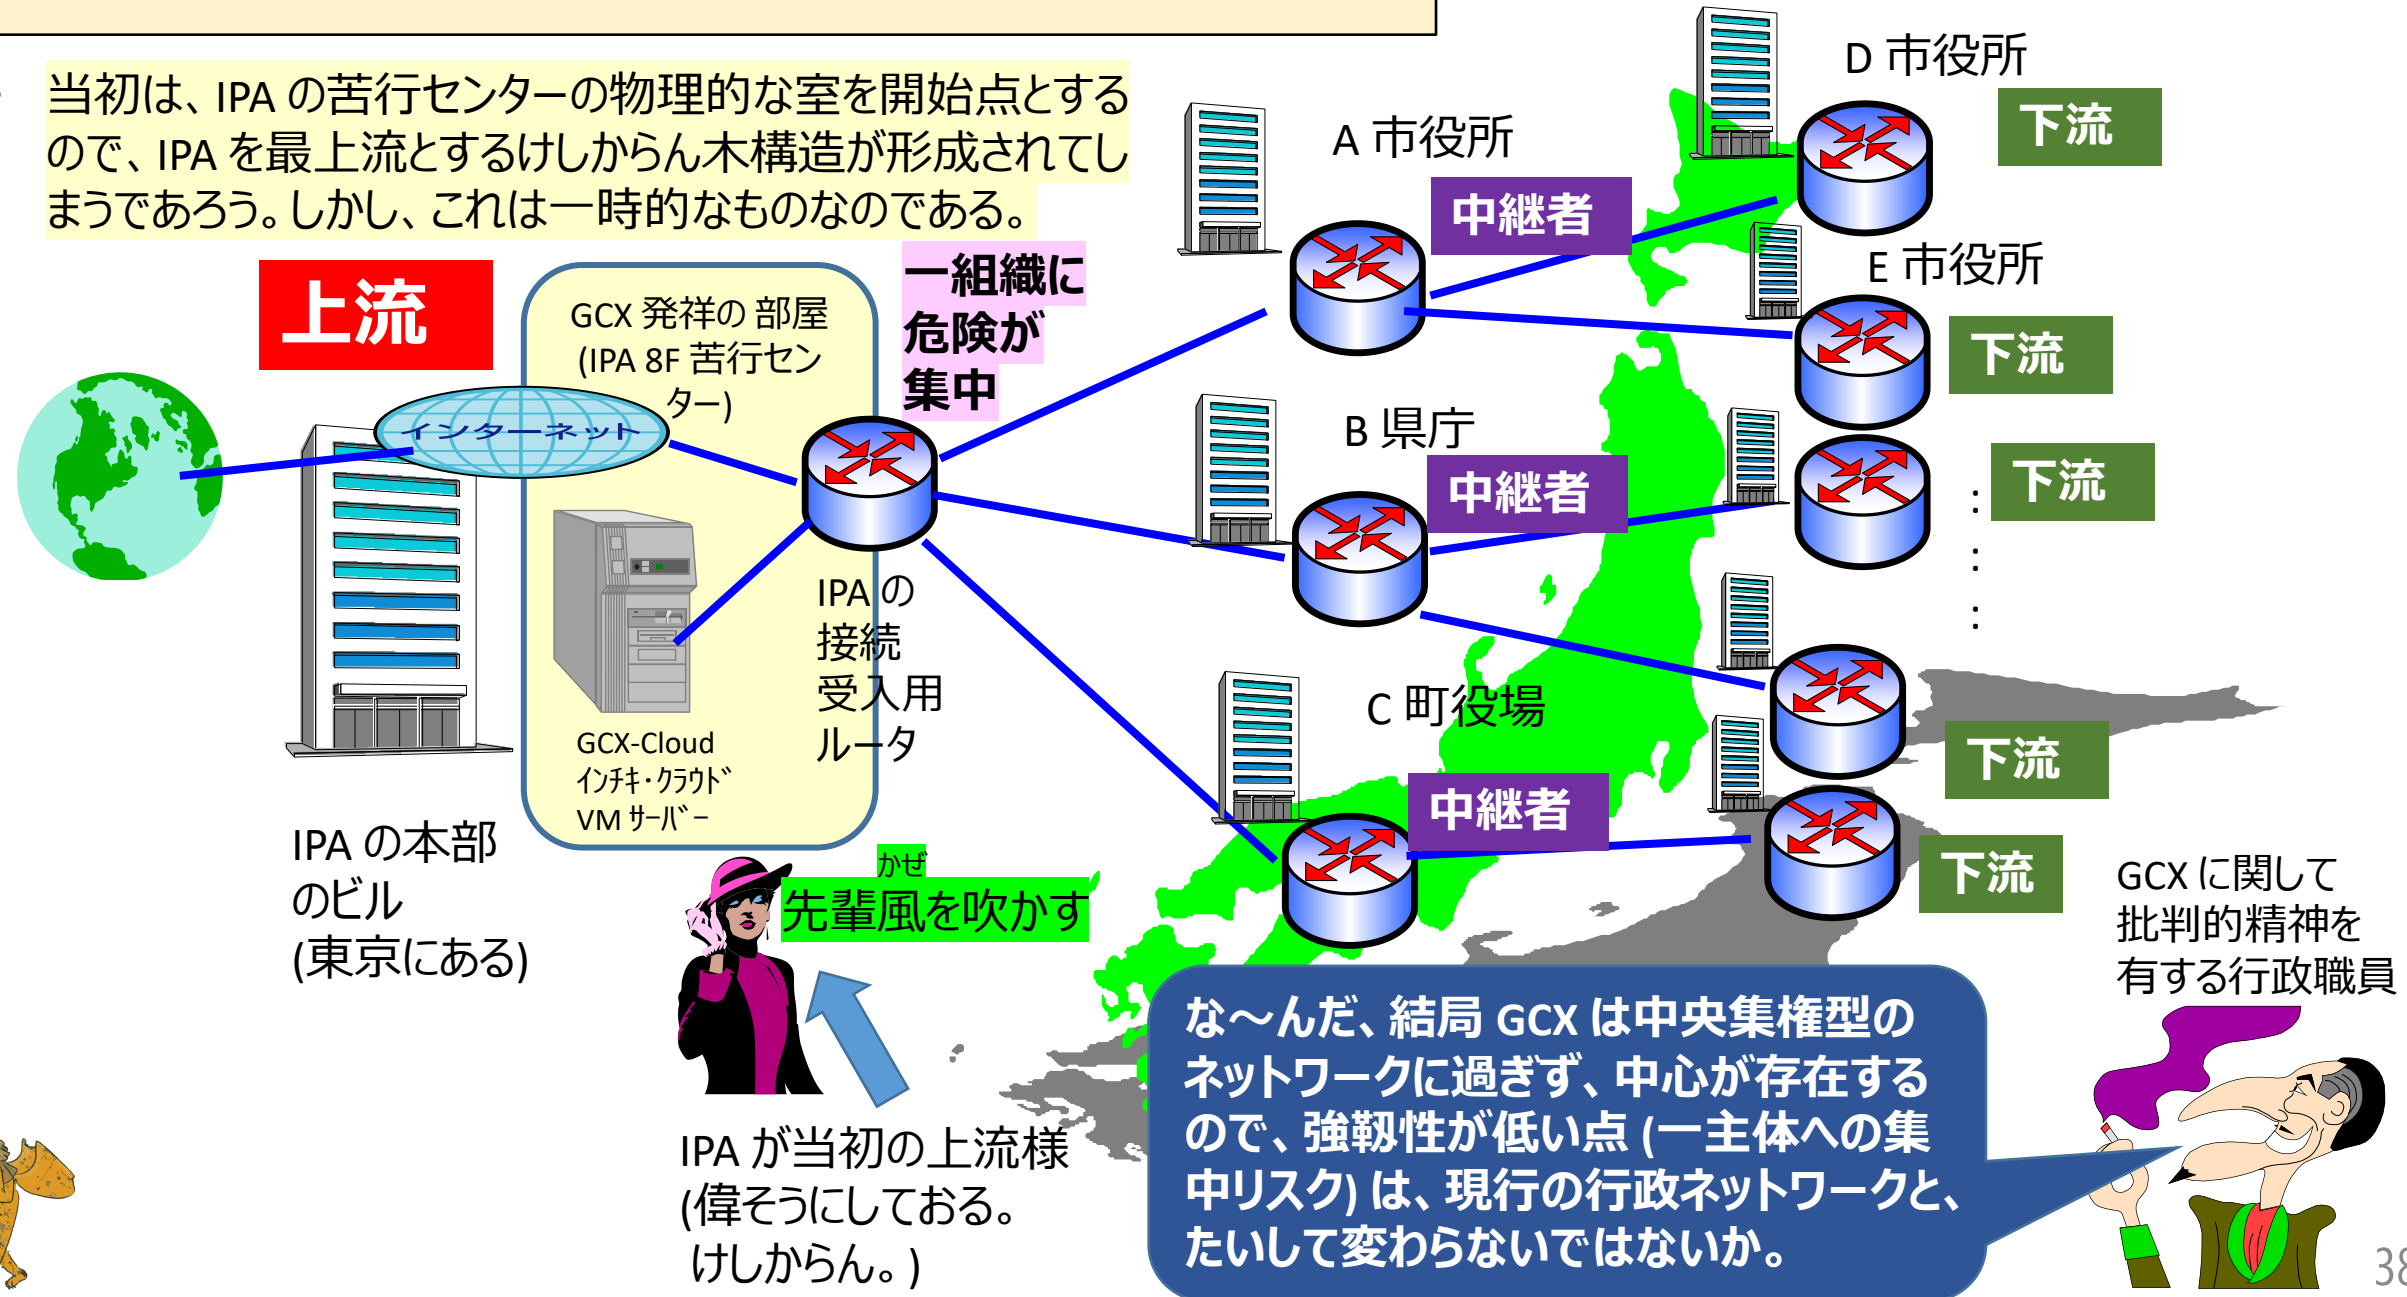 当初は、IPA の苦行センターの物理的な室を開始点とする
ので、IPA を最上流とするけしからん木構造が形成されてし
まうであろう。しかし、これは一時的なものなのである。
上流
GCX 発祥の 部屋
(IPA 8F 苦行セン
ター)
インターネット
一組織に
危険が
集中
A 市役所
中継者
D 市役所
下流
E 市役所
下流
B 県庁
中継者
下流
:
:
:
IPA の
接続
受入用
ルータ
GCX-Cloud
ｲﾝﾁｷ・ｸﾗｳﾄﾞ
VM ｻｰﾊﾞｰ
C 町役場
中継者
下流
下流
IPA の本部
のビル
(東京にある)
かぜ
先輩風を吹かす
IPA が当初の上流様
(偉そうにしておる。
けしからん。)
GCX に関して
批判的精神を
有する行政職員
な～んだ、結局 GCX は中央集権型の
ネットワークに過ぎず、中心が存在する
ので、強靱性が低い点 (一主体への集
中リスク) は、現行の行政ネットワークと、
たいして変わらないではないか。